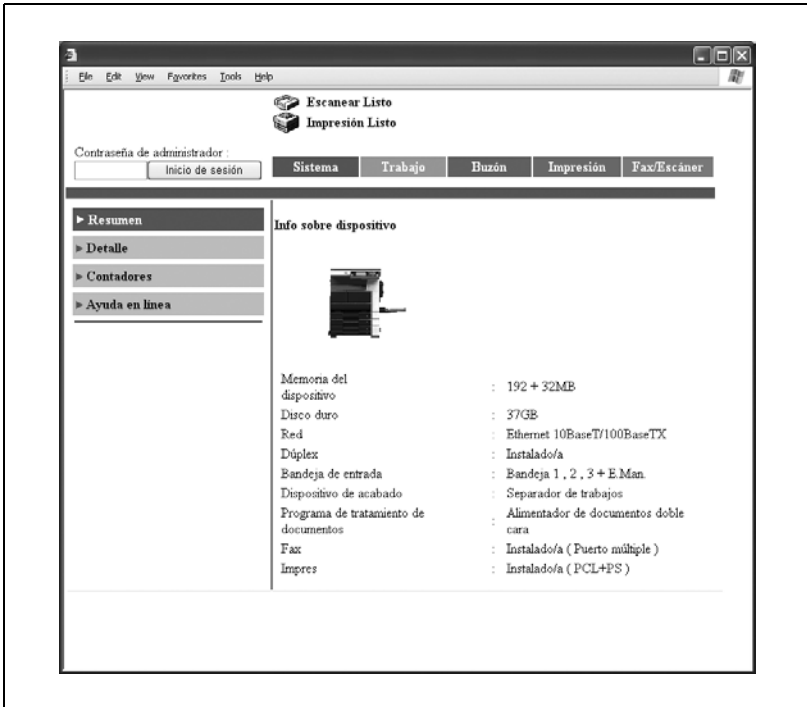 File Edit View Favorites Tools Help
Escanear Listo
Impresión Listo
Contraseña de administrador :
Inicio de sesión
Sistema Trabajo Buzón Impresión Fax/Escáner
Resumen
Detalle
Contadores
Ayuda en línea
Info sobre dispositivo
Memoria del
dispositivo : 192 + 32MB
Disco duro : 37GB
Red : Ethernet 10BaseT/100BaseTX
Dúplex : Instalado/a
Bandeja de entrada : Bandeja 1 , 2 , 3 + E.Man.
Dispositivo de acabado : Separador de trabajos
Programa de tratamiento de
documentos : Alimentador de documentos doble
cara
Fax : Instalado/a ( Puerto múltiple )
Impres : Instalado/a ( PCL+PS )